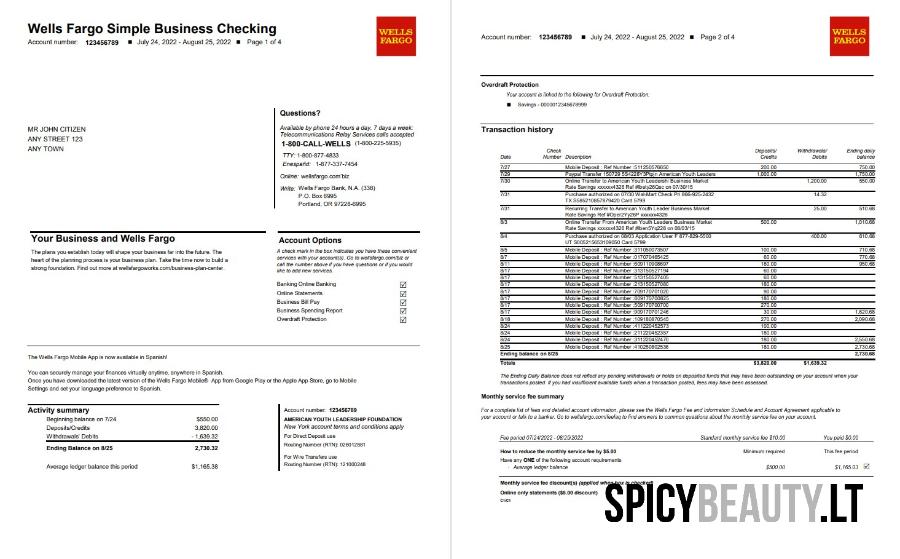 Wells Fargo Simple Business Checking
Account number: 123456789 ■ July 24, 2022 - August 25, 2022 ■ Page 1 of 4
WELLS
FARGO
MR JOHN CITIZEN
ANY STREET 123
ANY TOWN
Questions?
Available by phone 24 hours a day, 7 days a week:
Telecommunications Relay Services calls accepted
1-800-CALL-WELLS (1-800-225-5935)
TTY: 1-800-877-4833
Enespañol: 1-877-337-7454
Online: wellsfargo.com/biz
Write: Wells Fargo Bank, N.A. (338)
P.O. Box 6995
Portland, OR 97228-6995
Your Business and Wells Fargo
The plans you establish today will shape your business far into the future. The
heart of the planning process is your business plan. Take the time now to build a
strong foundation. Find out more at wellsfargoworks.com/business-plan-center.
Account Options
A check mark in the box indicates you have these convenient
services with your account(s). Go to wellsfargo.com/biz or
call the number above if you have questions or if you would
like to add new services.
Banking Online Banking ☑
Online Statements ☑
Business Bill Pay ☑
Business Spending Report ☑
Overdraft Protection ☑
The Wells Fargo Mobile App is now available in Spanish!
You can securely manage your finances virtually anytime, anywhere in Spanish.
Once you have downloaded the latest version of the Wells Fargo Mobile® App from Google Play or the Apple App Store, go to Mobile
Settings and set your language preference to Spanish.
Activity summary
Beginning balance on 7/24 $550.00
Deposits/Credits 3,820.00
Withdrawals/ Debits - 1,639.32
Ending Balance on 8/25 2,730.32
Average ledger balance this period $1,165.38
Account number: 123456789
AMERICAN YOUTH LEADERSHIP FOUNDATION
New York account terms and conditions apply
For Direct Deposit use
Routing Number (RTN): 026012881
For Wire Transfers use
Routing Number (RTN): 121000248
Account number: 123456789 ■ July 24, 2022 - August 25, 2022 ■ Page 2 of 4
WELLS
FARGO
Overdraft Protection
Your account is linked to the following for Overdraft Protection:
■ Savings - 000001234567​8999
Transaction history
Check Deposits/ Withdrawals/ Ending daily
Date Number Description Credits Debits balance
7/27 Mobile Deposit : Ref Number 200.00 750.00
7/29 Paypal Transfer American Youth Leaders 1,000.00 1,750.00
7/30 Online Transfer to American Youth Leadershi Business Market 1,200.00 550.00
Rate Savings on 07/30/15
7/31 Purchase authorized on 07/30 WalMart Check 14.32
Card 5799
7/31 Recurring Transfer to American Youth Leader Business Market 25.00
Rate Savings Ref
8/3 Online Transfer From American Youth Leaders Business Market 500.00 1,010.68
Rate Savings on 08/03/15
8/4 Purchase authorized on 08/03 Application User 400.00 610.68
Card 5799
8/5 Mobile Deposit : Ref Number 100.00 710.68
8/7 Mobile Deposit : Ref Number 60.00 770.68
8/11 Mobile Deposit : Ref Number 180.00 950.68
8/17 Mobile Deposit : Ref Number 60.00
8/17 Mobile Deposit : Ref Number 60.00
8/17 Mobile Deposit : Ref Number 180.00
8/17 Mobile Deposit : Ref Number 90.00
8/17 Mobile Deposit : Ref Number 180.00
8/17 Mobile Deposit : Ref Number 270.00
8/17 Mobile Deposit : Ref Number 30.00 1,820.68
8/18 Mobile Deposit : Ref Number 270.00 2,090.68
8/24 Mobile Deposit : Ref Number 100.00
8/24 Mobile Deposit : Ref Number 180.00
8/24 Mobile Deposit : Ref Number 180.00 2,550.68
8/25 Mobile Deposit : Ref Number 180.00 2,730.68
Ending balance on 8/25 2,730.68
Totals $3,820.00 $1,639.32
The Ending Daily Balance does not reflect any pending withdrawals or holds on deposited funds that may have been outstanding on your account when your
transactions posted. If you had insufficient available funds when a transaction posted, fees may have been assessed.
Monthly service fee summary
For a complete list of fees and detailed account information, please see the Wells Fargo Fee and Information Schedule and Account Agreement applicable to
your account or talk to a banker. Go to wellsfargo.com/feefaq to find answers to common questions about the monthly service fee on your account.
Fee period 07/24/2022 - 08/25/2022 Standard monthly service fee $10.00 You paid $0.00
How to reduce the monthly service fee by $5.00 Minimum required This fee period
Have any ONE of the following account requirements
· Average ledger balance $500.00 $1,165.03 ☑
Monthly service fee discount(s) (applied when box is checked)
Online only statements ($5.00 discount)
SPICYBEAUTY.LT